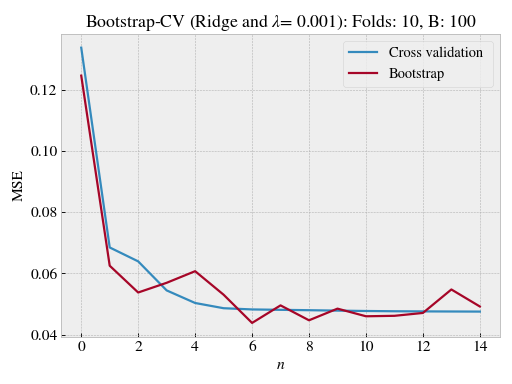 Bootstrap-CV (Ridge and λ= 0.001): Folds: 10, B: 100
Cross validation
Bootstrap
MSE
0.12
0.10
0.08
0.06
0.04
0 2 4 6 8 10 12 14
n